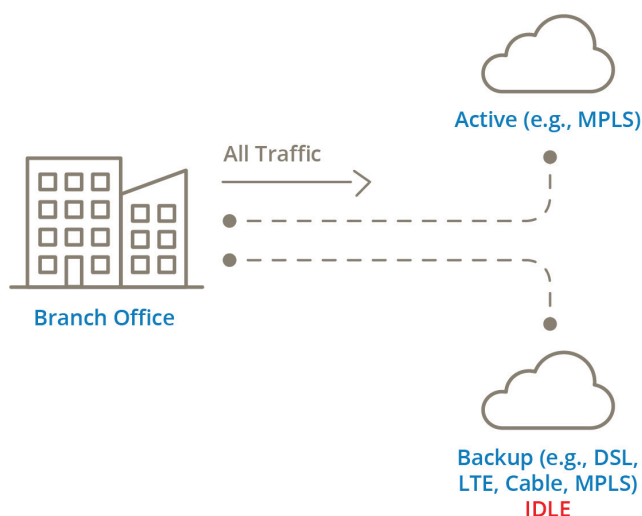 Active (e.g., MPLS)
All Traffic
Branch Office
Backup (e.g., DSL,
LTE, Cable, MPLS)
IDLE